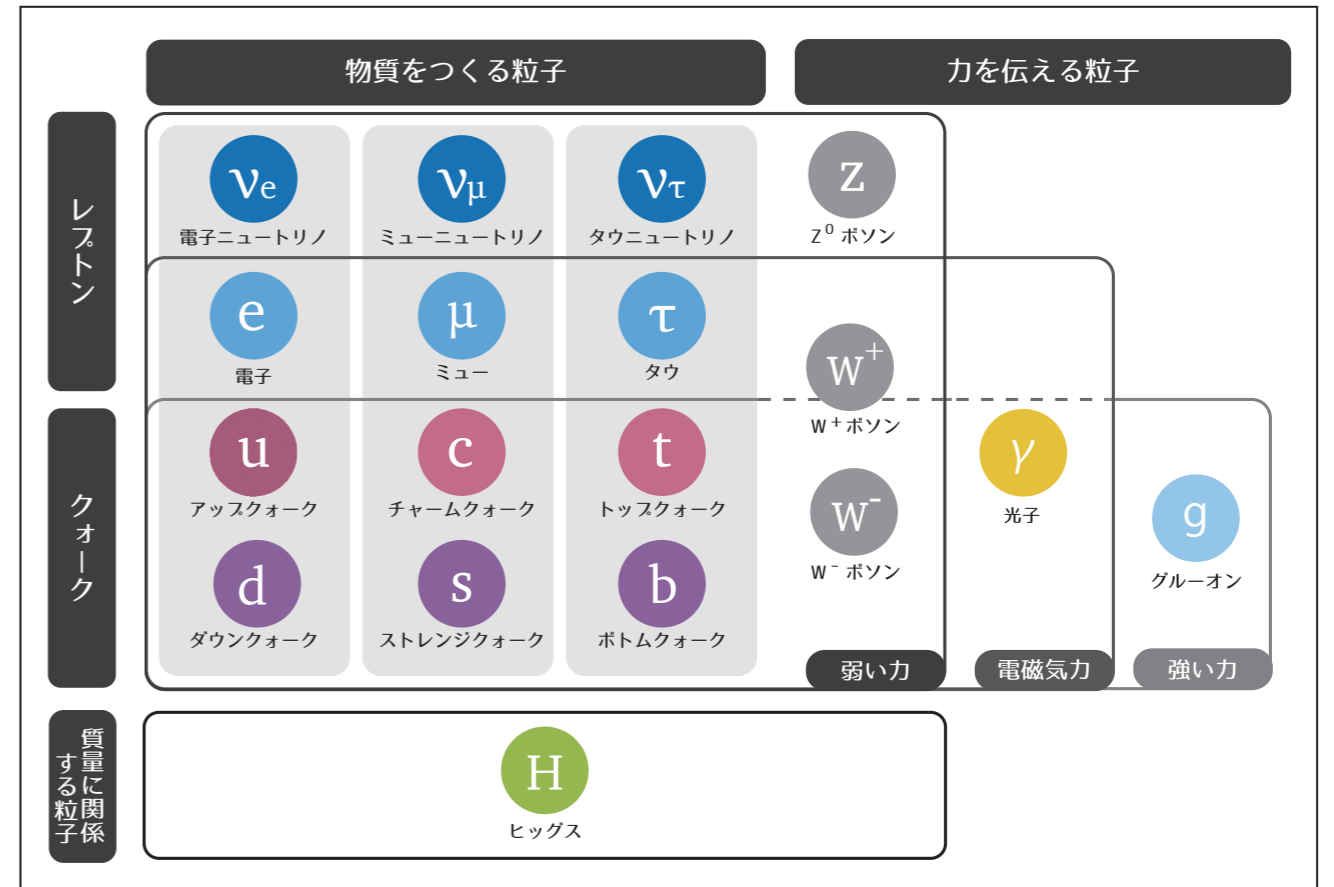 物質をつくる粒子
力を伝える粒子
レプトン
νe
νμ
ντ
Z
電子ニュートリノ
ミューニュートリノ
タウニュートリノ
Z⁰ ボソン
e
μ
τ
W⁺
電子
ミュー
タウ
W⁺ボソン
クォーク
u
c
t
γ
アップクォーク
チャームクォーク
トップクォーク
光子
d
s
b
W⁻
g
ダウンクォーク
ストレンジクォーク
ボトムクォーク
W⁻ ボソン
グルーオン
弱い力
電磁気力
強い力
質量に関係
する粒子
H
ヒッグス